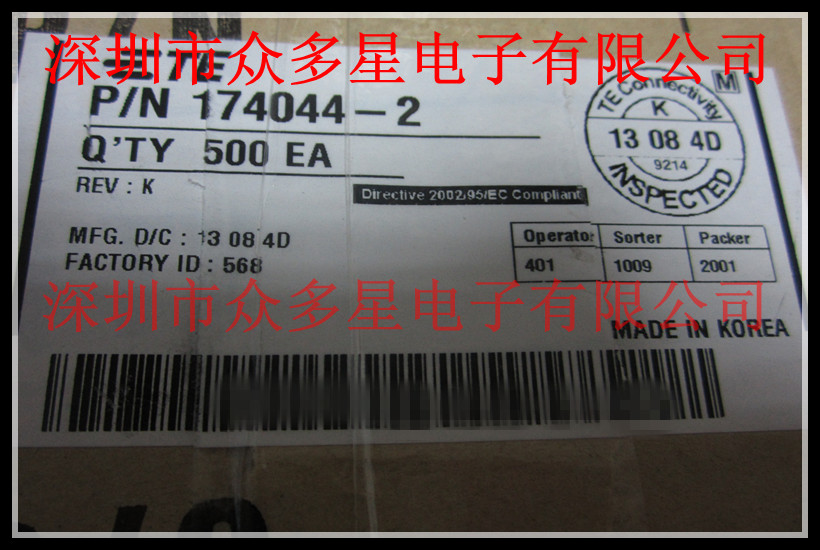 深圳市众多星电子有限公司
TE
P/N 174044-2
Q'TY 500 EA
REV : K
Directive 2002/95/EC Compliant
MFG. D/C : 13 08 4D
FACTORY ID : 568
TE Connectivity
M
K
13 08 4D
9214
INSPECTED
Operator Sorter Packer
401 1009 2001
深圳市众多星电子有限公司
MADE iN KOREA